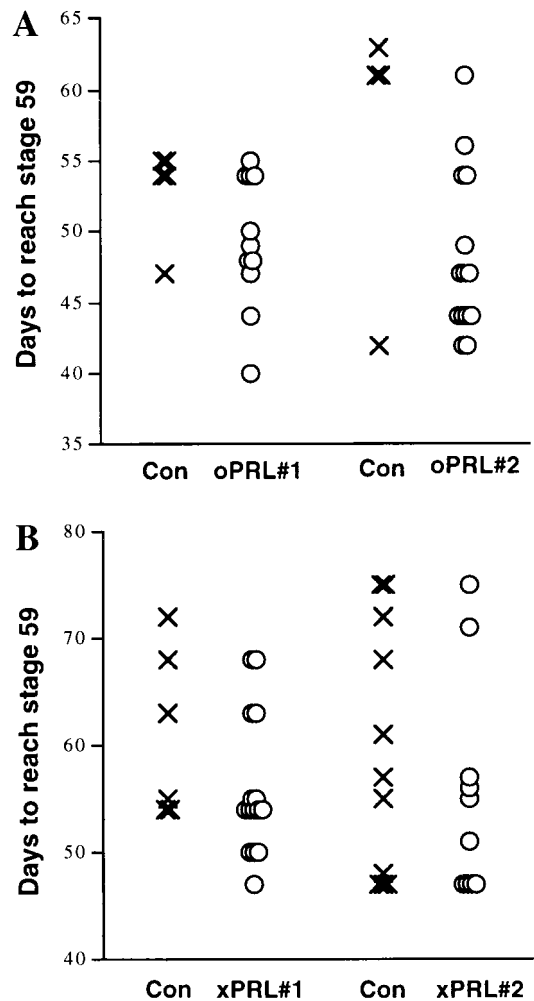 A
Days to reach stage 59
65
60
55
50
45
40
35
Con oPRL#1 Con oPRL#2
B
Days to reach stage 59
80
70
60
50
40
Con xPRL#1 Con xPRL#2